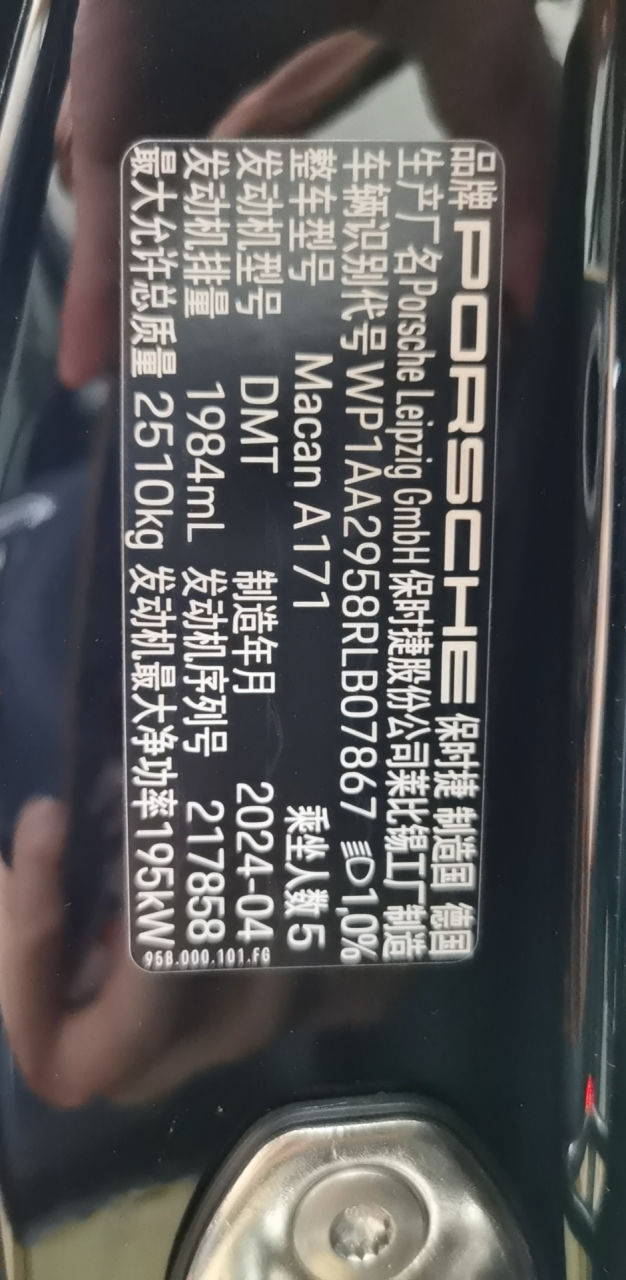 品牌 PORSCHE 保时捷 制造国 德国
生产厂名 Porsche Leipzig GmbH 保时捷股份公司莱比锡工厂 制造
车辆识别代号 WP1AA2958RLB07867 1,0%
整车型号 Macan A171 乘坐人数 5
发动机型号 DMT 制造年月 2024-04
发动机排量 1984mL 发动机序列号 217858
最大允许总质量 2510kg 发动机最大净功率 195kW
95B.000.101.FG